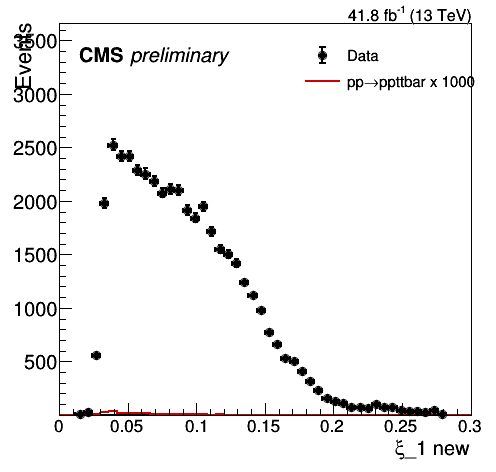 41.8 fb⁻¹ (13 TeV)
CMS preliminary
Data
pp→ppttbar x 1000
Events
3500
3000
2500
2000
1500
1000
500
0 0.05 0.1 0.15 0.2 0.25 0.3
ξ_1 new